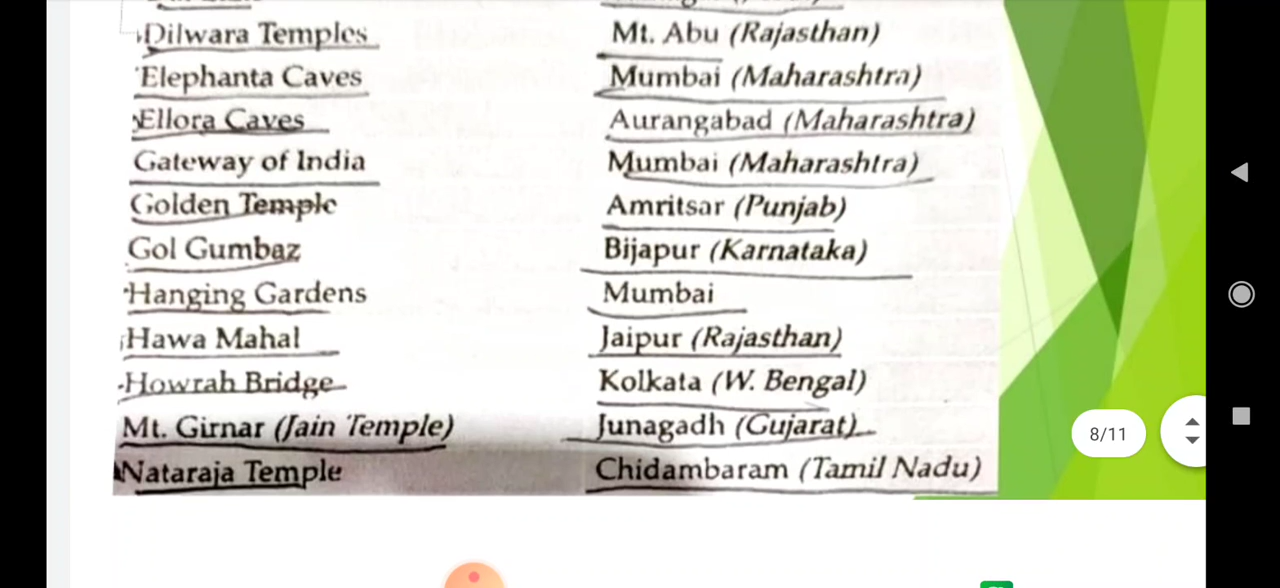 Dilwara Temples Mt. Abu (Rajasthan)
Elephanta Caves Mumbai (Maharashtra)
Ellora Caves Aurangabad (Maharashtra)
Gateway of India Mumbai (Maharashtra)
Golden Temple Amritsar (Punjab)
Gol Gumbaz Bijapur (Karnataka)
Hanging Gardens Mumbai
Hawa Mahal Jaipur (Rajasthan)
Howrah Bridge Kolkata (W. Bengal)
Mt. Girnar (Jain Temple) Junagadh (Gujarat)
Nataraja Temple Chidambaram (Tamil Nadu)
8/11